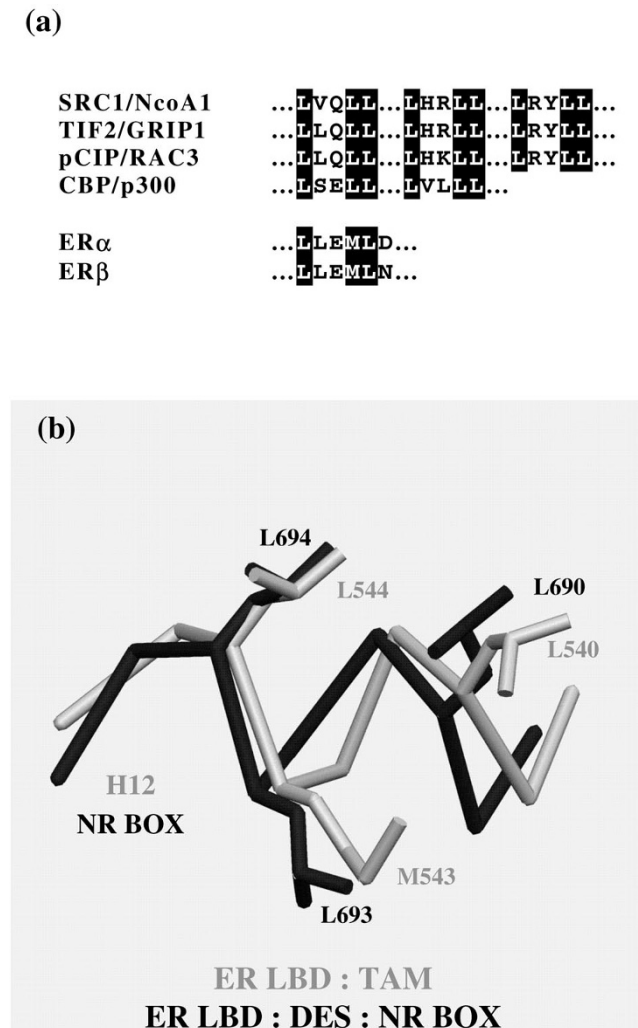 (a)
SRC1/NcoA1 ...LVQLL...LHRLL...LRYLL...
TIF2/GRIP1 ...LLQLL...LHRLL...LRYLL...
pCIP/RAC3 ...LLQLL...LHKLL...LRYLL...
CBP/p300 ...LSELL...LVLLL...
ERα ...LLEMLD...
ERβ ...LLEMLN...
(b)
L694
L544
L690
L540
H12
NR BOX
M543
L693
ER LBD : TAM
ER LBD : DES : NR BOX